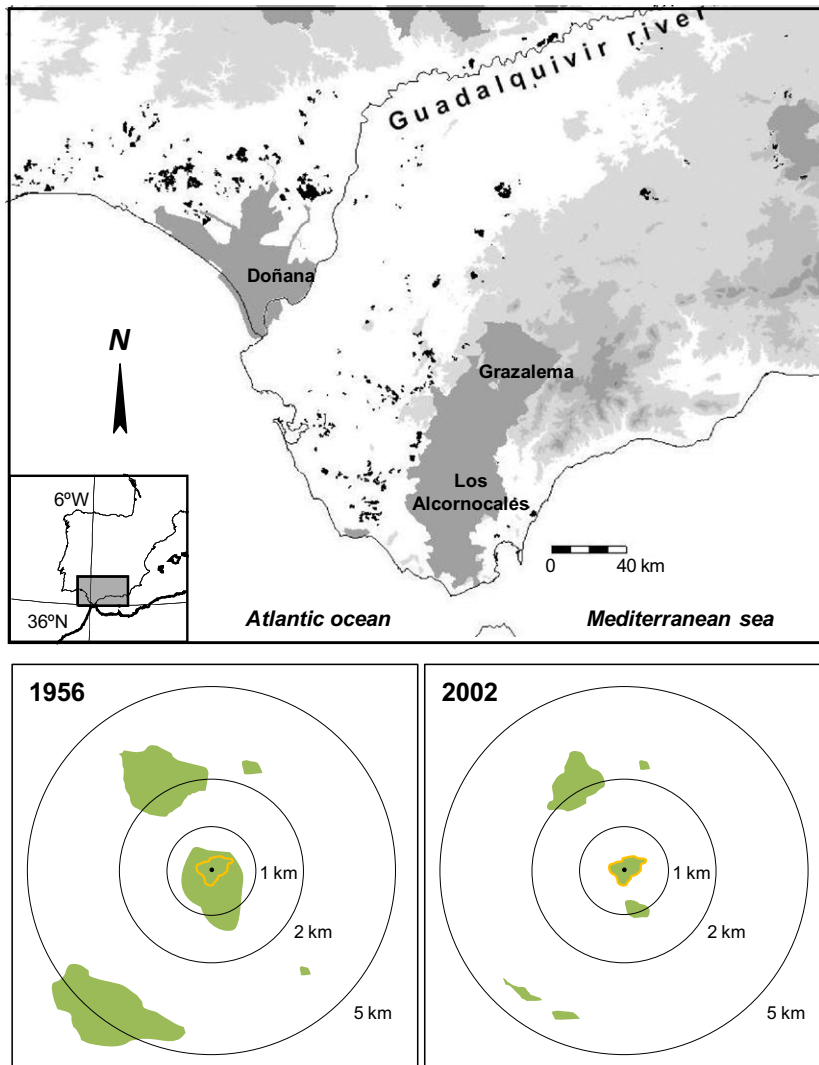 Guadalquivir river
Doñana
N
Grazalema
Los
Alcornocales
6ºW
0 40 km
36ºN
Atlantic ocean
Mediterranean sea
1956
1 km
2 km
5 km
2002
1 km
2 km
5 km